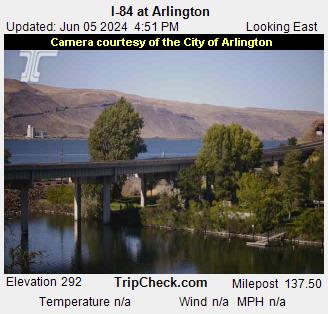 I-84 at Arlington
Updated: Jun 05 2024 4:51 PM Looking East
Camera courtesy of the City of Arlington
Elevation 292 TripCheck.com Milepost 137.50
Temperature n/a Wind n/a MPH n/a